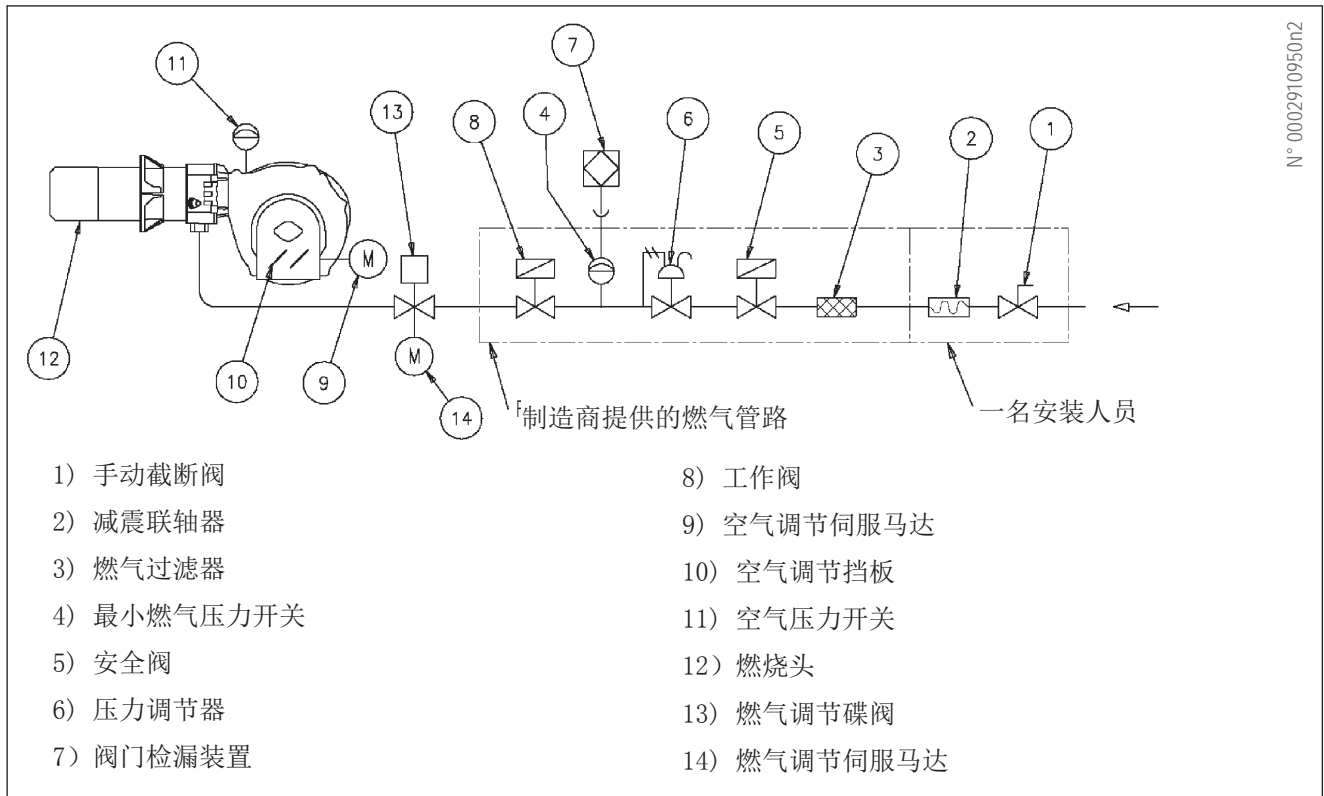 N° 0002910950n2
11
7
13
8
4
6
5
3
2
1
M
12
10
9
M
14
制造商提供的燃气管路
一名安装人员
1) 手动截断阀
2) 减震联轴器
3) 燃气过滤器
4) 最小燃气压力开关
5) 安全阀
6) 压力调节器
7）阀门检漏装置
8) 工作阀
9) 空气调节伺服马达
10) 空气调节挡板
11) 空气压力开关
12）燃烧头
13) 燃气调节碟阀
14) 燃气调节伺服马达